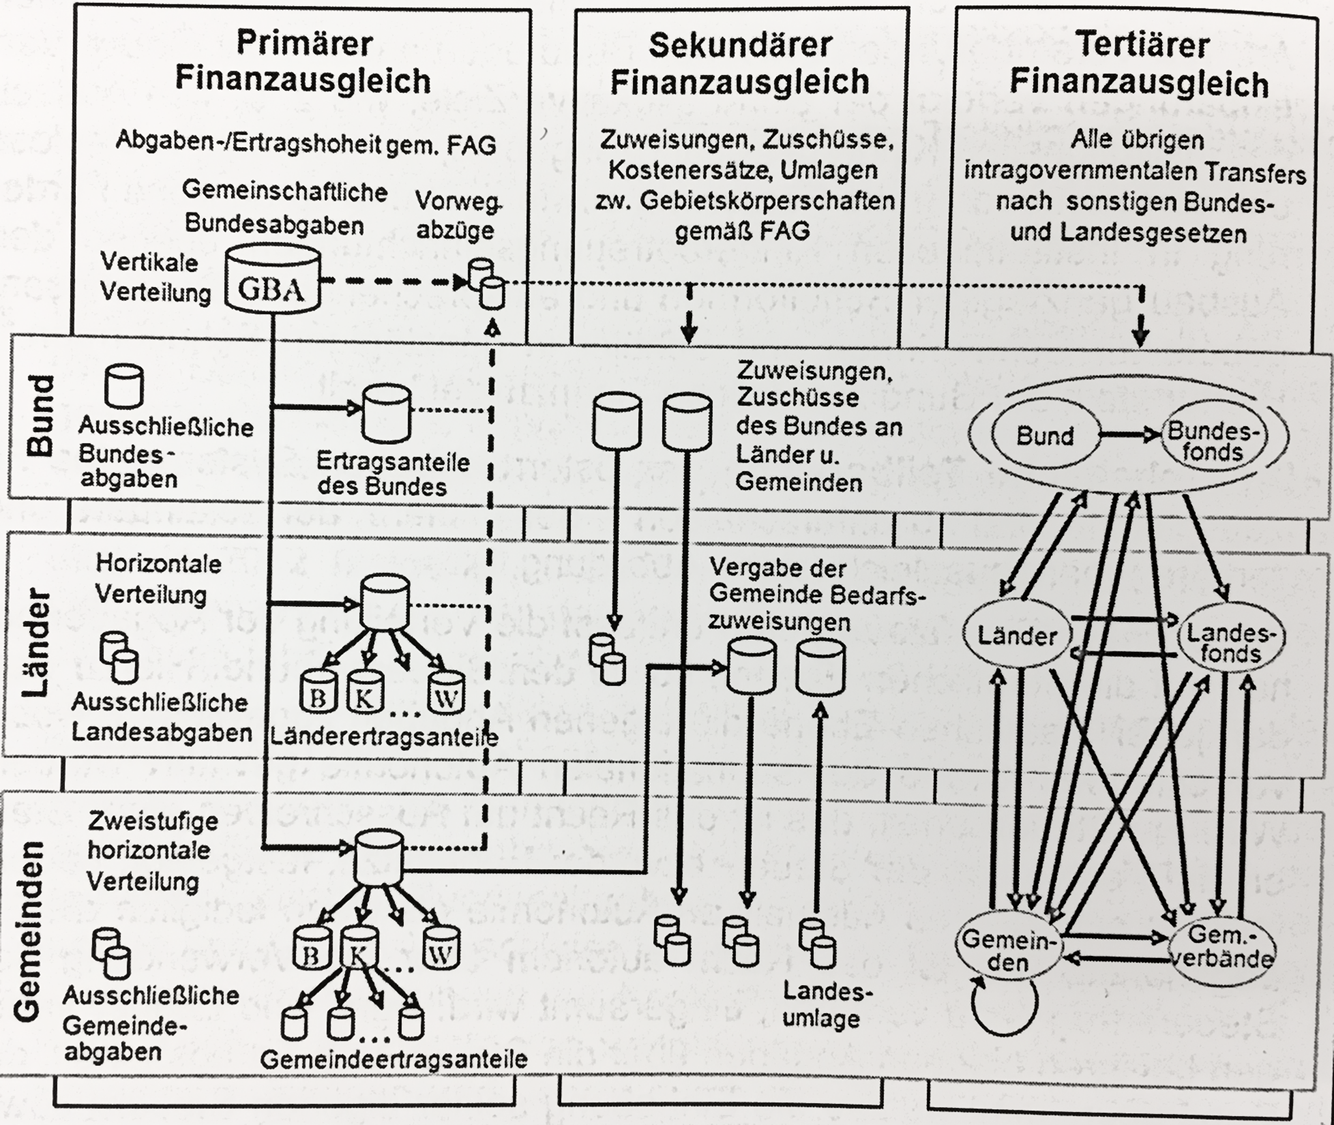 Primärer
Finanzausgleich
Abgaben-/Ertragshoheit gem. FAG
Gemeinschaftliche
Bundesabgaben
Vorweg-
abzüge
Vertikale
Verteilung
GBA
Sekundärer
Finanzausgleich
Zuweisungen, Zuschüsse,
Kostenersätze, Umlagen
zw. Gebietskörperschaften
gemäß FAG
Tertiärer
Finanzausgleich
Alle übrigen
intragovernmentalen Transfers
nach sonstigen Bundes-
und Landesgesetzen
Bund
Ausschließliche
Bundes-
abgaben
Ertragsanteile
des Bundes
Zuweisungen,
Zuschüsse
des Bundes an
Länder u.
Gemeinden
Bund
Bundes-
fonds
Länder
Horizontale
Verteilung
Ausschließliche
Landesabgaben
B K ... W
Länderertragsanteile
Vergabe der
Gemeinde Bedarfs-
zuweisungen
Länder
Landes-
fonds
Gemeinden
Zweistufige
horizontale
Verteilung
Ausschließliche
Gemeinde-
abgaben
B K ... W
...
Gemeindeertragsanteile
Landes-
umlage
Gemein-
den
Gem.-
verbände